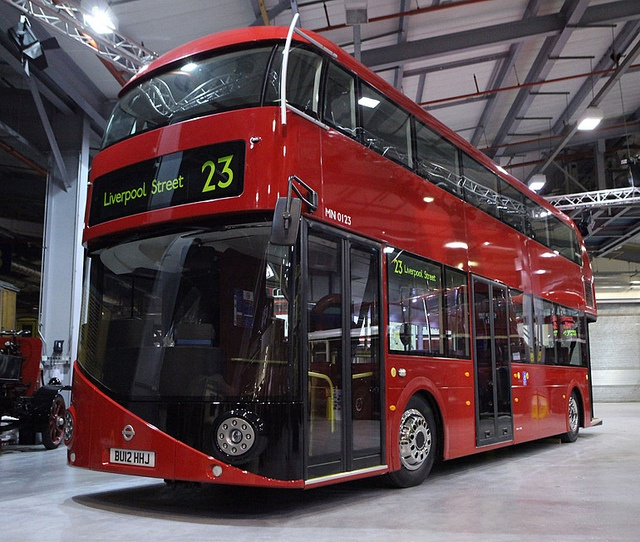 Liverpool Street 23
MN 0123
23 Liverpool Street
BU12 HHJ